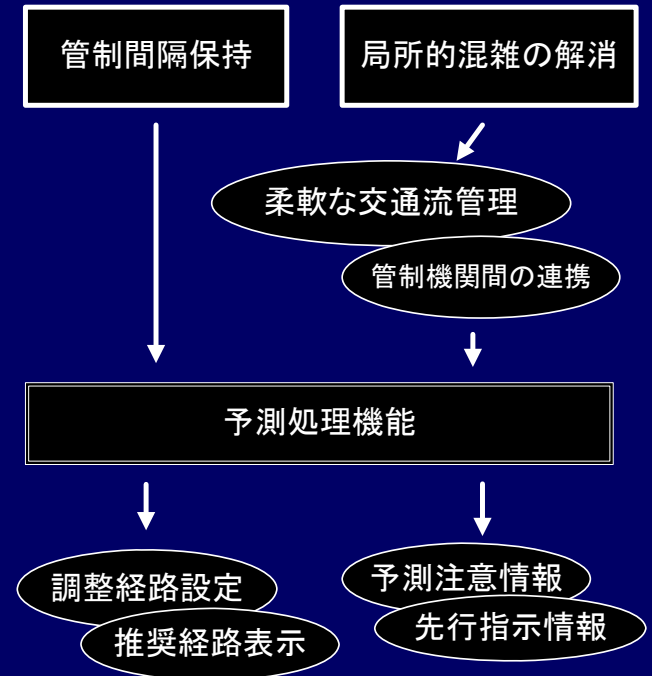 管制間隔保持
局所的混雑の解消
柔軟な交通流管理
管制機関間の連携
予測処理機能
調整経路設定
推奨経路表示
予測注意情報
先行指示情報